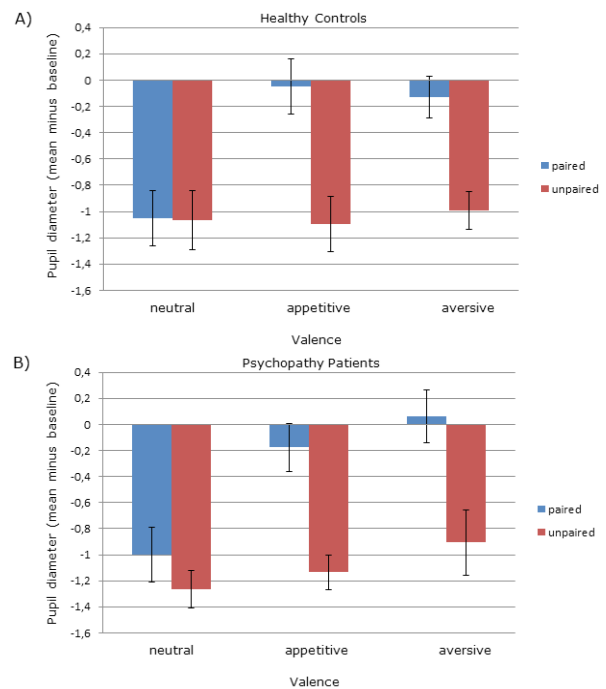 A)
Healthy Controls
Pupil diameter (mean minus baseline)
0,4
0,2
0
-0,2
-0,4
-0,6
-0,8
-1
-1,2
-1,4
-1,6
neutral appetitive aversive
Valence
paired
unpaired
B)
Psychopathy Patients
Pupil diameter (mean minus baseline)
0,4
0,2
0
-0,2
-0,4
-0,6
-0,8
-1
-1,2
-1,4
-1,6
neutral appetitive aversive
Valence
paired
unpaired